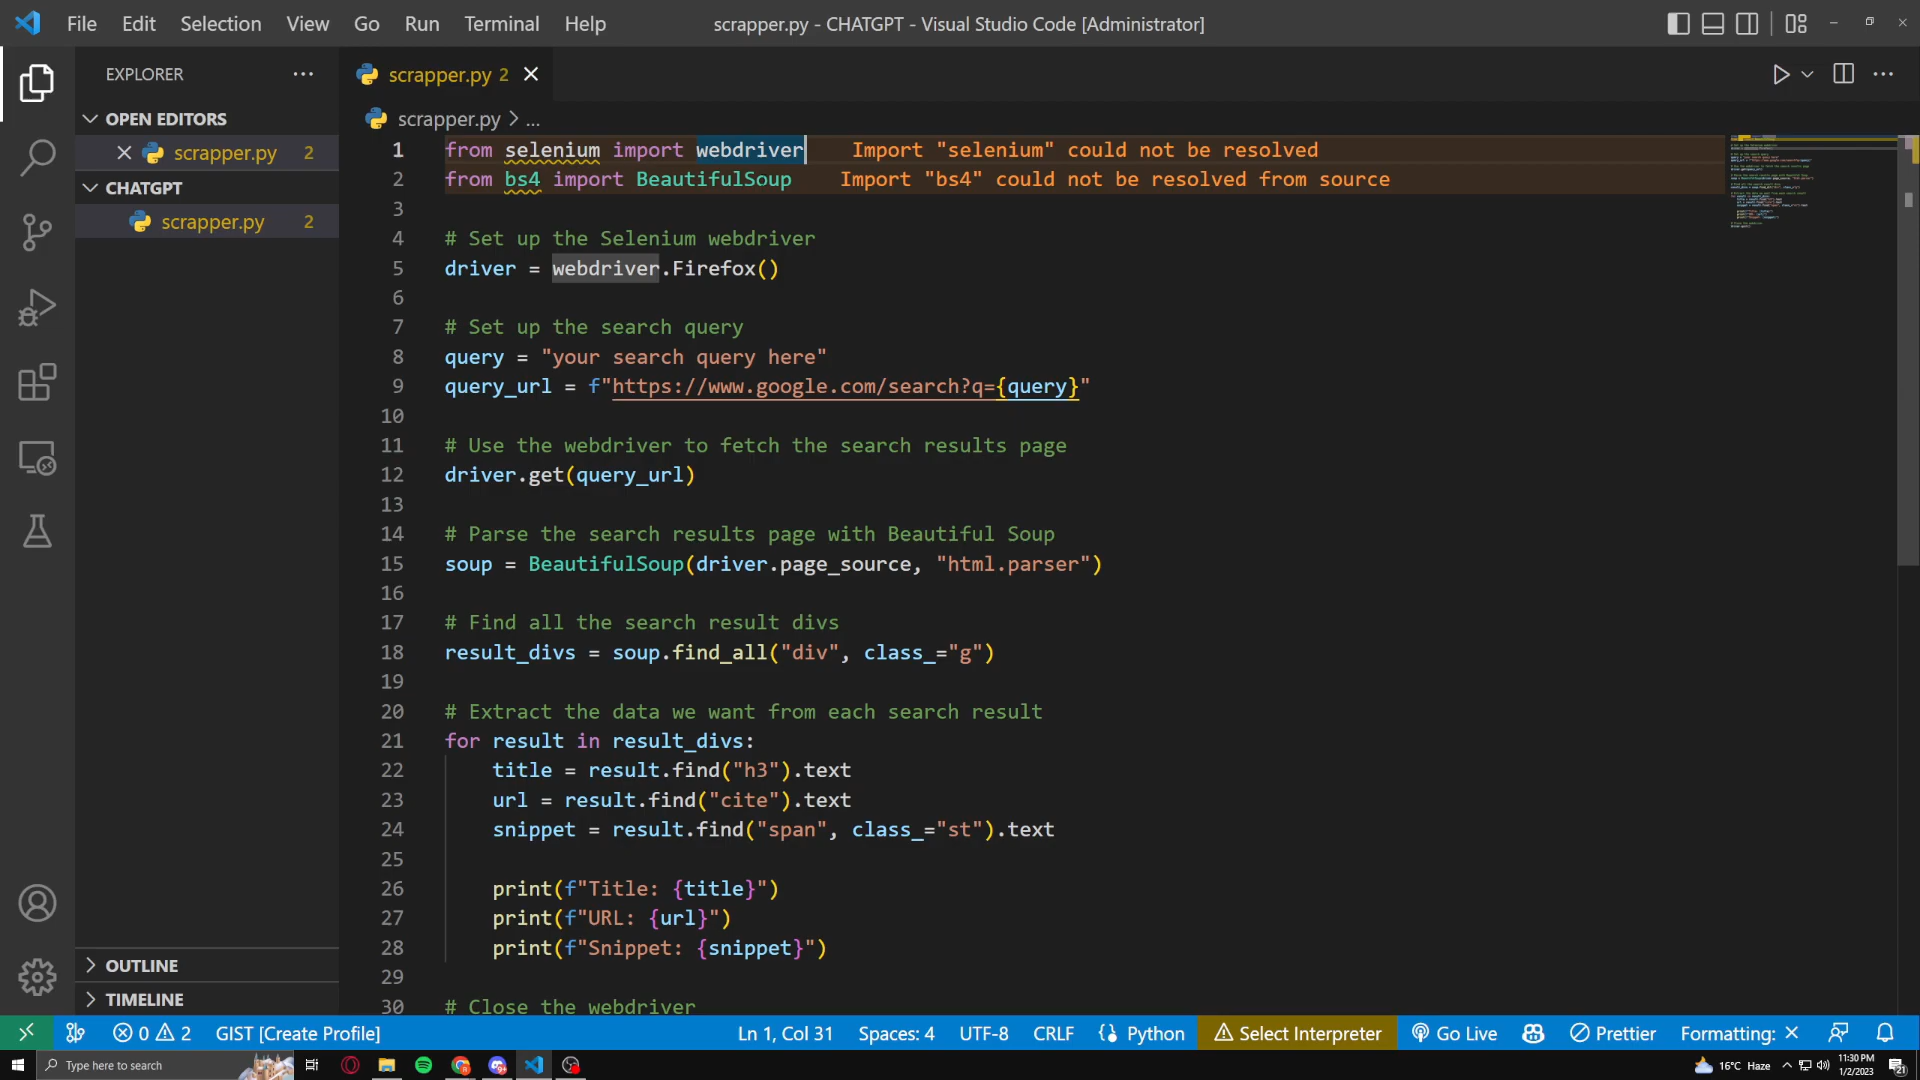 File Edit Selection View Go Run Terminal Help scrapper.py - CHATGPT - Visual Studio Code [Administrator]
EXPLORER
OPEN EDITORS
scrapper.py 2
CHATGPT
scrapper.py 2
OUTLINE
TIMELINE
scrapper.py 2
scrapper.py > ...
1 from selenium import webdriver Import "selenium" could not be resolved
2 from bs4 import BeautifulSoup Import "bs4" could not be resolved from source
3
4 # Set up the Selenium webdriver
5 driver = webdriver.Firefox()
6
7 # Set up the search query
8 query = "your search query here"
9 query_url = f"https://www.google.com/search?q={query}"
10
11 # Use the webdriver to fetch the search results page
12 driver.get(query_url)
13
14 # Parse the search results page with Beautiful Soup
15 soup = BeautifulSoup(driver.page_source, "html.parser")
16
17 # Find all the search result divs
18 result_divs = soup.find_all("div", class_="g")
19
20 # Extract the data we want from each search result
21 for result in result_divs:
22 title = result.find("h3").text
23 url = result.find("cite").text
24 snippet = result.find("span", class_="st").text
25
26 print(f"Title: {title}")
27 print(f"URL: {url}")
28 print(f"Snippet: {snippet}")
29
30 # Close the webdriver
0 2 GIST [Create Profile] Ln 1, Col 31 Spaces: 4 UTF-8 CRLF Python Select Interpreter Go Live Prettier Formatting: ×
Type here to search 16°C Haze 11:30 PM
1/2/2023 21